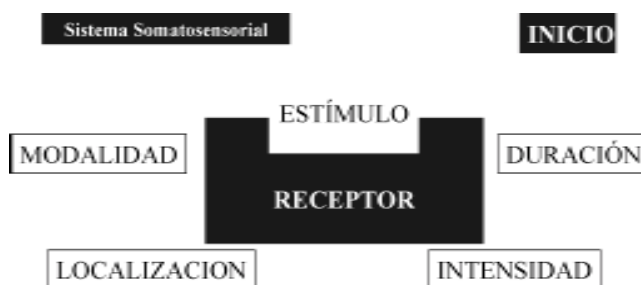 Sistema Somatosensorial
INICIO
ESTÍMULO
MODALIDAD
DURACIÓN
RECEPTOR
LOCALIZACION
INTENSIDAD